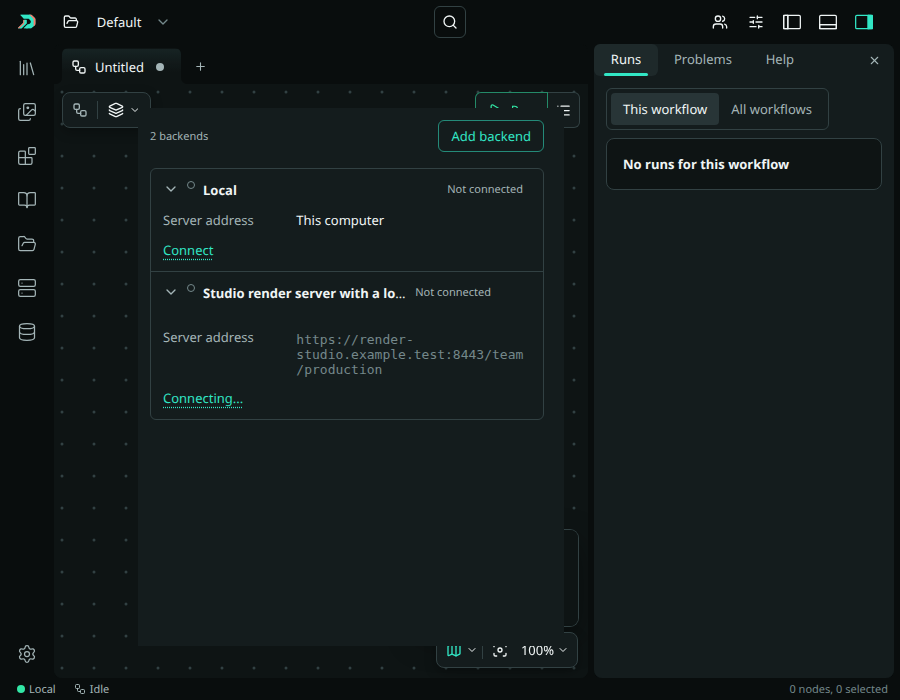 Default
Untitled
2 backends
Add backend
Local
Not connected
Server address
This computer
Connect
Studio render server with a lo...
Not connected
Server address
https://render-
studio.example.test:8443/team
/production
Connecting...
100%
Runs
Problems
Help
This workflow
All workflows
No runs for this workflow
Local
Idle
0 nodes, 0 selected